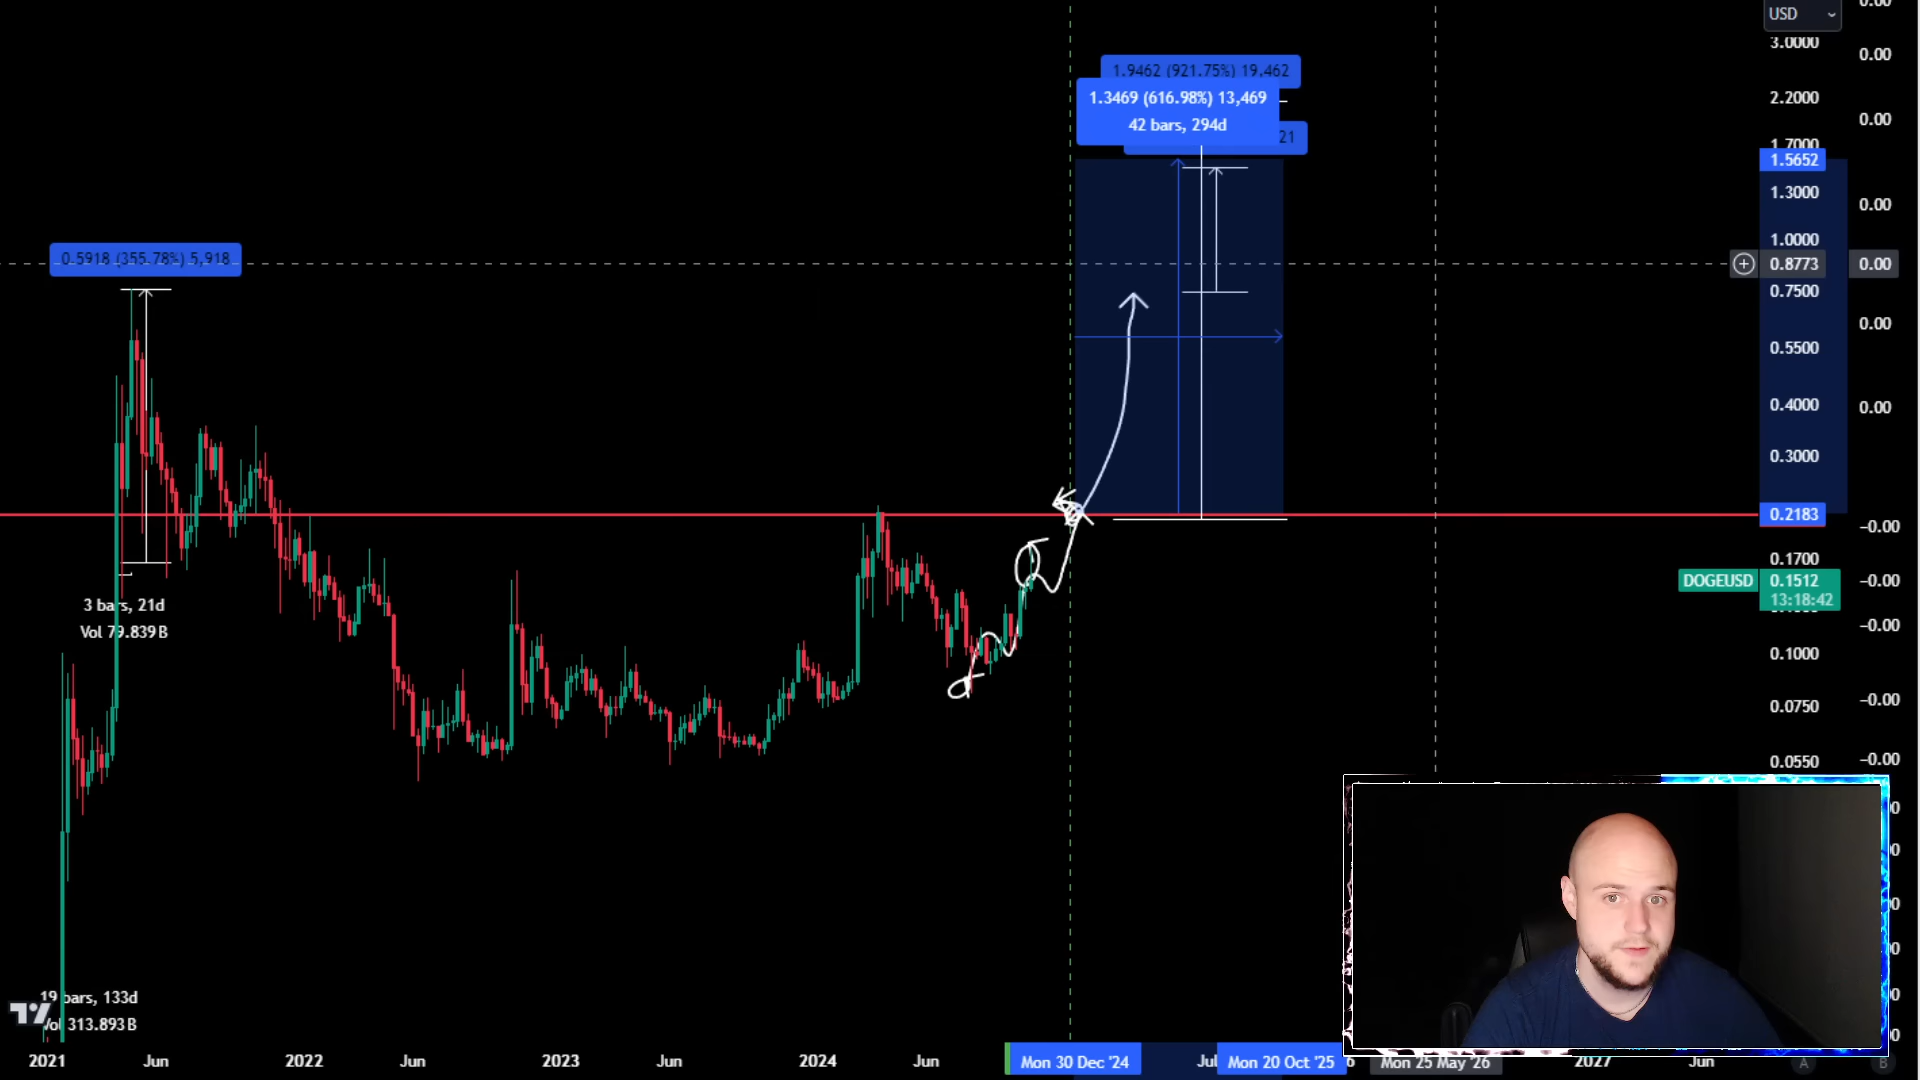 USD
3.0000
2.2000
1.7000
1.5652
1.3000
1.0000
0.8773
0.7500
0.5500
0.4000
0.3000
0.2183
0.1700
DOGEUSD 0.1512
13:18:42
0.1000
0.0750
0.0550
0.00
0.00
0.00
0.00
0.00
0.00
−0.00
−0.00
−0.00
−0.00
−0.00
1.9462 (921.75%) 19,462
1.3469 (616.98%) 13,469
42 bars, 294d
21
0.5918 (355.78%) 5,918
3 bars, 21d
Vol 79.839B
19 bars, 133d
Vol 313.893B
2021 Jun 2022 Jun 2023 Jun 2024 Jun Mon 30 Dec '24 Jul Mon 20 Oct '25 6 Mon 25 May '26 2027 Jun A B